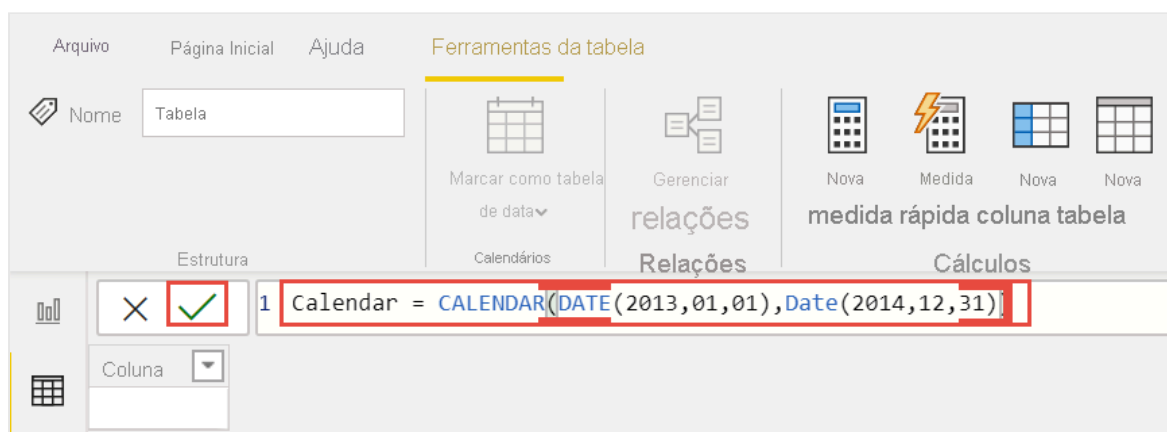 Arquivo Página Inicial Ajuda Ferramentas da tabela
Nome Tabela
Marcar como tabela Gerenciar Nova Medida Nova Nova
de data relações medida rápida coluna tabela
Estrutura Calendários Relações Cálculos
1 Calendar = CALENDAR(DATE(2013,01,01),Date(2014,12,31)
Coluna